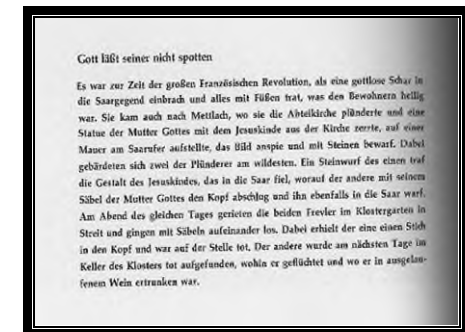 Gott läßt seiner nicht spotten
Es war zur Zeit der großen Französischen Revolution, als eine gottlose Schar in
die Saargegend einbrach und alles mit Füßen trat, was den Bewohnern heilig
war. Sie kam auch nach Mettlach, wo sie die Abteikirche plünderte und eine
Statue der Mutter Gottes mit dem Jesuskinde aus der Kirche zerrte, auf einer
Mauer am Saarufer aufstellte, das Bild anspie und mit Steinen bewarf. Dabei
gebärdeten sich zwei der Plünderer am wildesten. Ein Steinwurf des einen traf
die Gestalt des Jesuskindes, das in die Saar fiel, worauf der andere mit seinem
Säbel der Mutter Gottes den Kopf abschlug und ihn ebenfalls in die Saar warf.
Am Abend des gleichen Tages gerieten die beiden Frevler im Klostergarten in
Streit und gingen mit Säbeln aufeinander los. Dabei erhielt der eine einen Stich
in den Kopf und war auf der Stelle tot. Der andere wurde am nächsten Tage im
Keller des Klosters tot aufgefunden, wohin er geflüchtet und wo er in ausgelau-
fenem Wein ertrunken war.